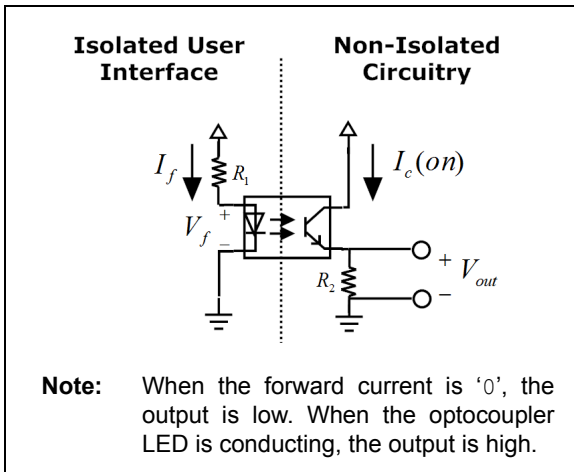 Isolated User
Interface
Non-Isolated
Circuitry
I_f
R_1
I_c(on)
V_f
+
−
R_2
+
V_out
−
Note: When the forward current is ‘0’, the
output is low. When the optocoupler
LED is conducting, the output is high.